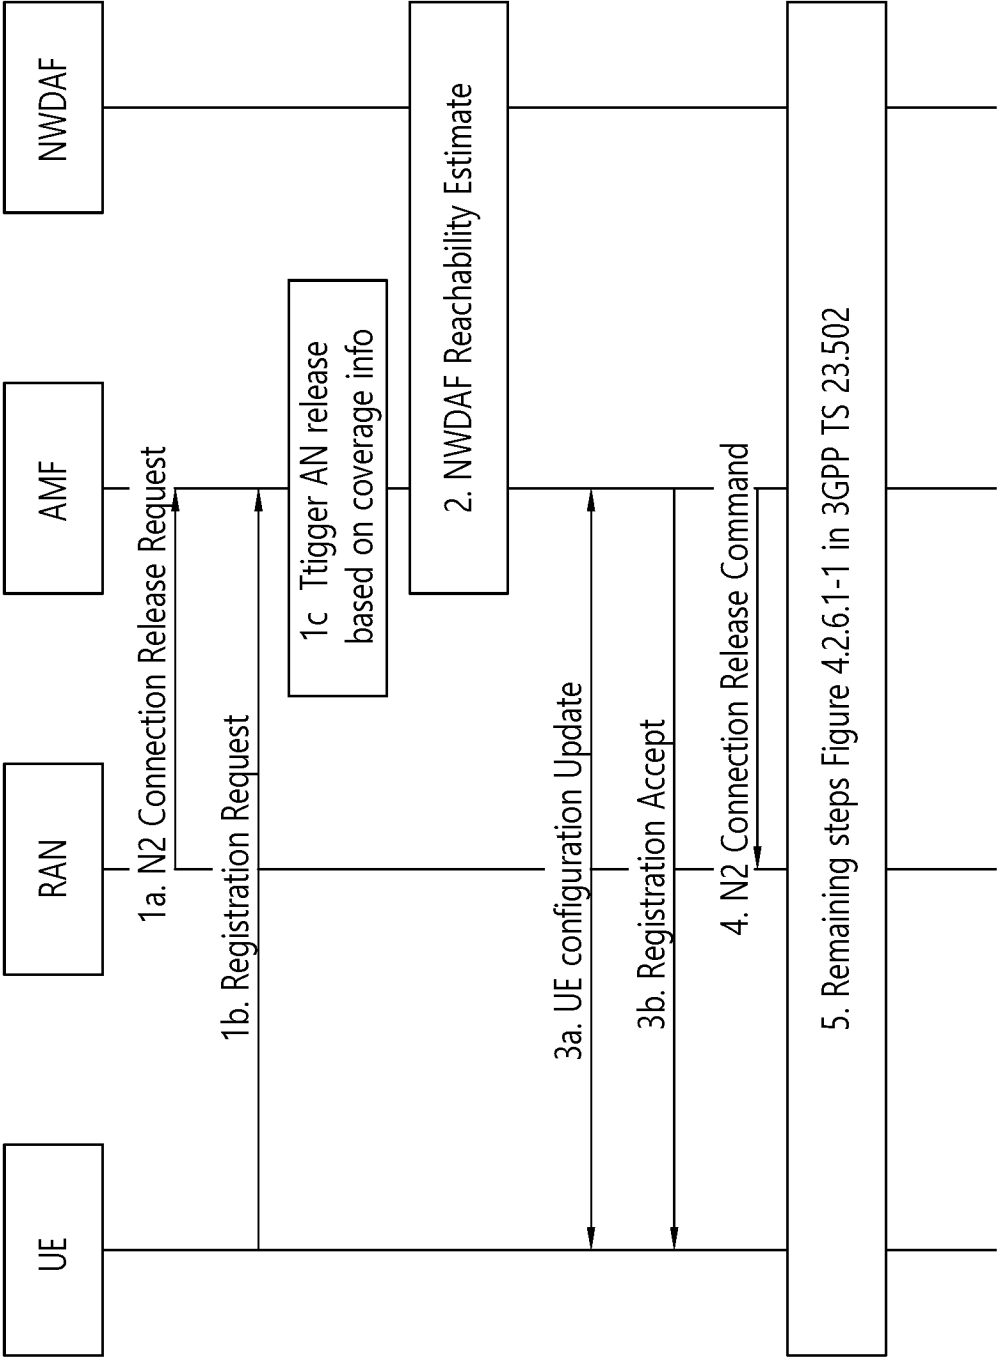 UE
RAN
AMF
NWDAF
1a. N2 Connection Release Request
1b. Registration Request
1c Ttigger AN release
based on coverage info
2. NWDAF Reachability Estimate
3a. UE configuration Update
3b. Registration Accept
4. N2 Connection Release Command
5. Remaining steps Figure 4.2.6.1-1 in 3GPP TS 23.502